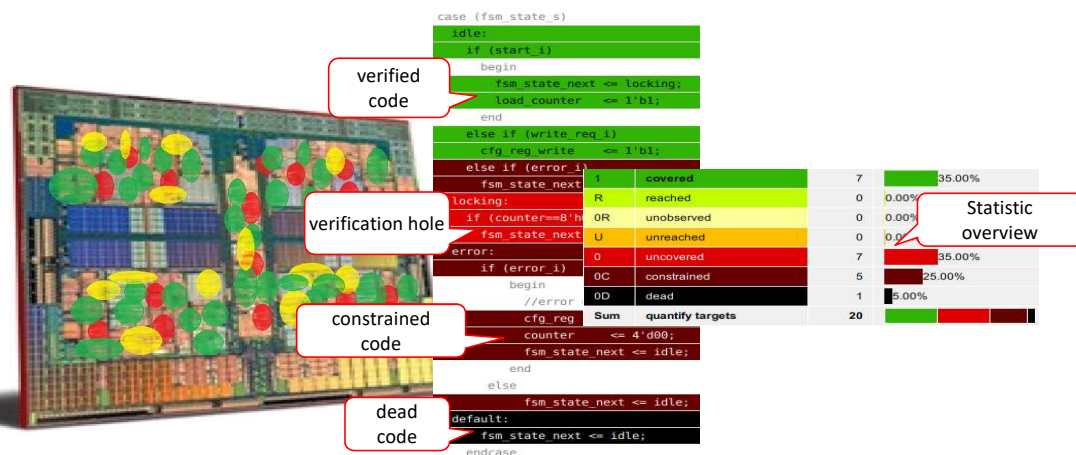 case (fsm_state_s)
idle:
if (start_i)
begin
fsm_state_next <= locking;
load_counter <= 1'b1;
end
else if (write_req_i)
cfg_reg_write <= 1'b1;
else if (error_i)
fsm_state_next
locking:
if (counter==8'h
fsm_state_next
error:
if (error_i)
begin
//error
cfg_reg
counter <= 4'd00;
fsm_state_next <= idle;
end
else
fsm_state_next <= idle;
default:
fsm_state_next <= idle;
endcase
verified
code
verification hole
constrained
code
dead
code
1 covered 7 35.00%
R reached 0 0.00%
0R unobserved 0 0.00%
U unreached 0 0.00%
0 uncovered 7 35.00%
0C constrained 5 25.00%
0D dead 1 5.00%
Sum quantify targets 20
Statistic
overview